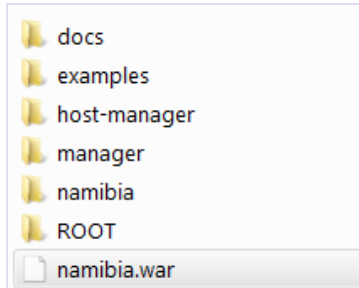 docs
examples
host-manager
manager
namibia
ROOT
namibia.war